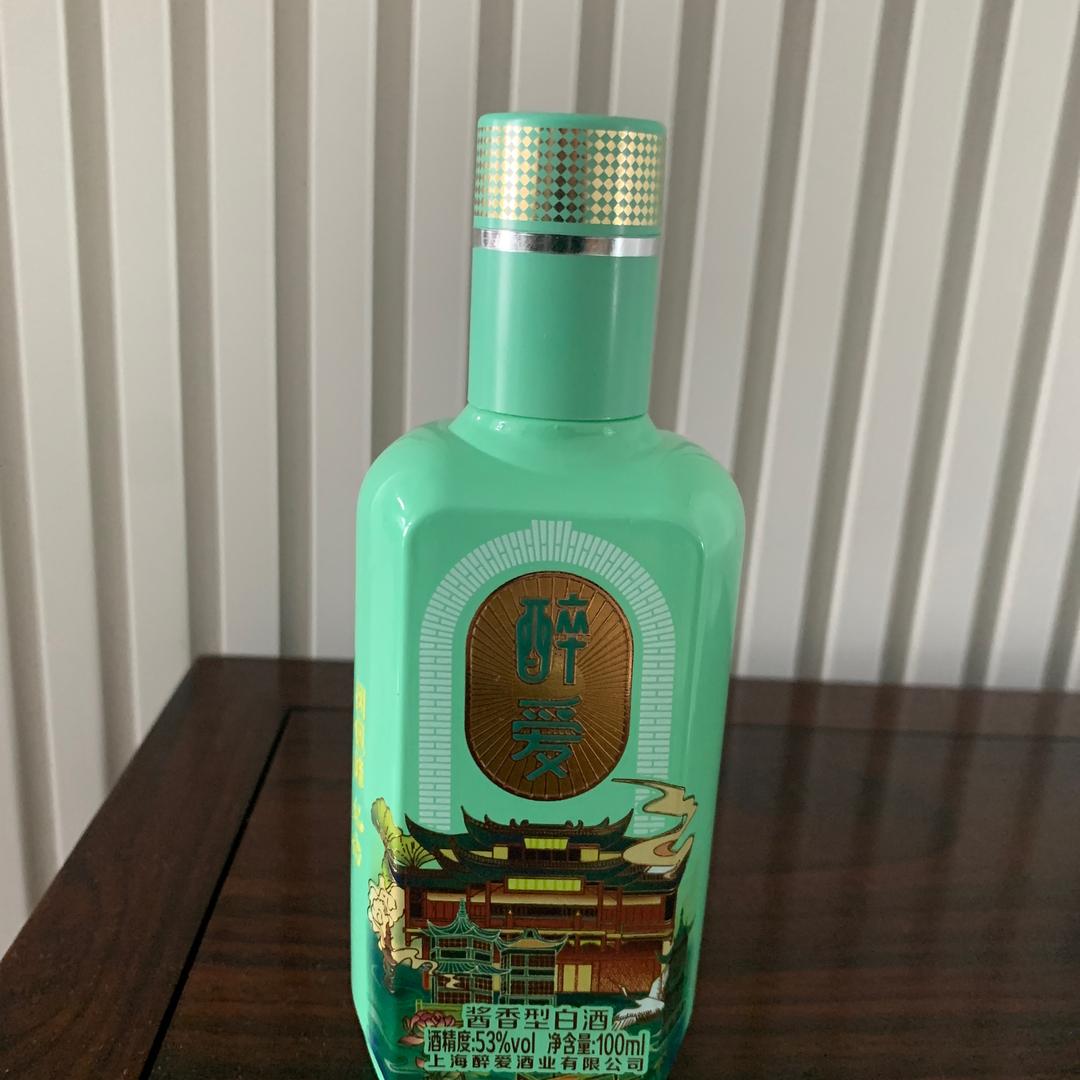 醉
爱
酱香型白酒
酒精度:53%vol 净含量:100ml
上海醉爱酒业有限公司